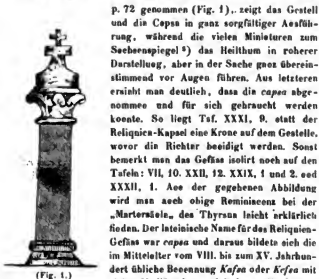 p. 72 genommen (Fig. 1), zeigt das Gestell
und die Capsa in ganz sorgfältiger Ausfüh-
rung, während die vielen Miniaturen zum
Sachsenspiegel ⁵) das Heilthum in roherer
Darstellung, aber in der Sache ganz überein-
stimmend vor Augen führen. Aus letzteren
ersieht man deutlich, dass die capsa abge-
nommen und für sich gebraucht werden
konnte. So liegt Taf. XXXI, 9. statt der
Reliquien-Kapsel eine Krone auf dem Gestelle,
wovor die Richter beeidigt werden. Sonst
bemerkt man das Gefäss isolirt noch auf den
Tafeln: VII, 10. XXII, 12. XXIX, 1 und 2. und
XXXII, 1. Aus der gegebenen Abbildung
wird man auch obige Reminiscenz bei der
„Martersäule„ des Thyrsus leicht erklärlich
finden. Der lateinische Name für des Reliquien-
Gefäss war capsa und daraus bildete sich die
im Mittelalter vom VIII. bis zum XV. Jahrhun-
dert übliche Benennung Kafsa oder Kefsa mit
(Fig. 1.)